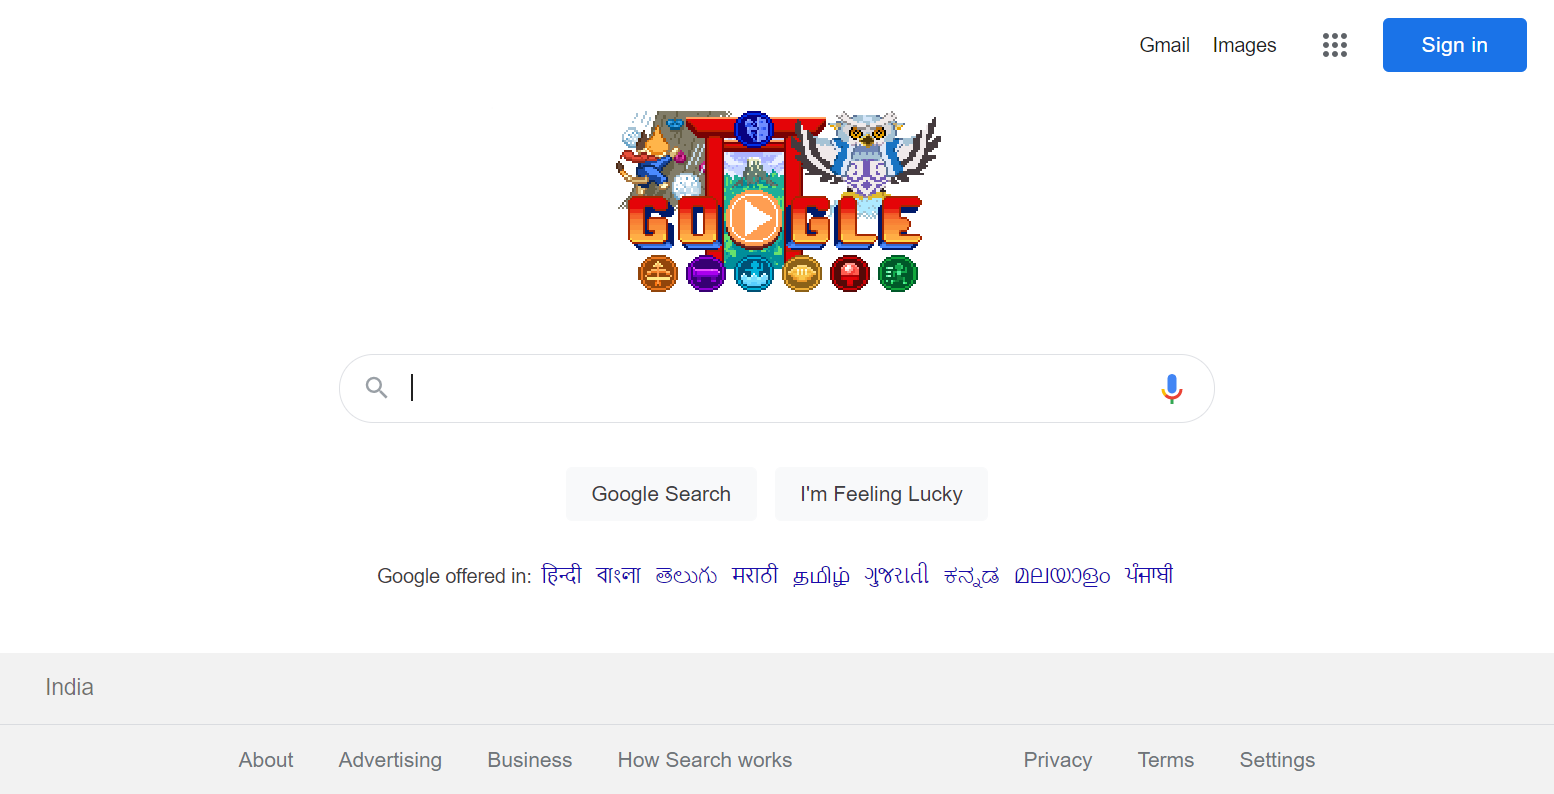 Gmail Images Sign in
GOOGLE
Google Search I'm Feeling Lucky
Google offered in: हिन्दी বাংলা తెలుగు मराठी தமிழ் ગુજરાતી ಕನ್ನಡ മലയാളം ਪੰਜਾਬੀ
India
About Advertising Business How Search works Privacy Terms Settings